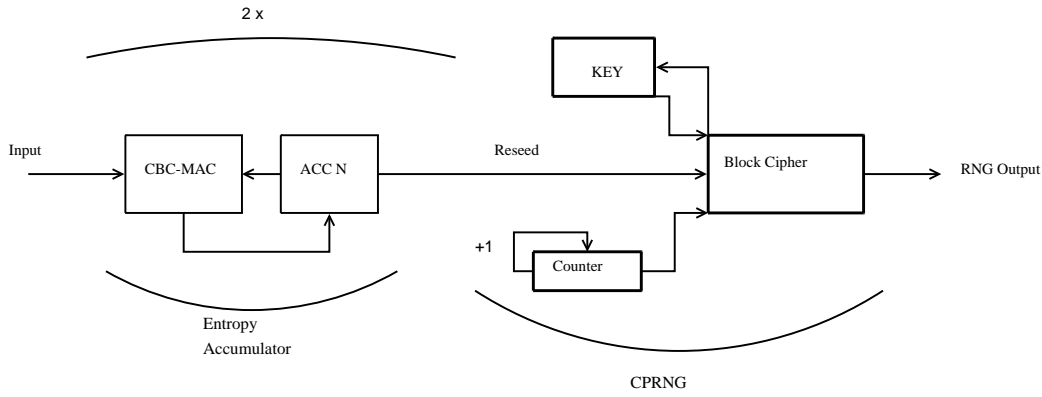 2 x
KEY
Input
CBC-MAC
ACC N
Reseed
Block Cipher
RNG Output
+1
Counter
Entropy
Accumulator
CPRNG